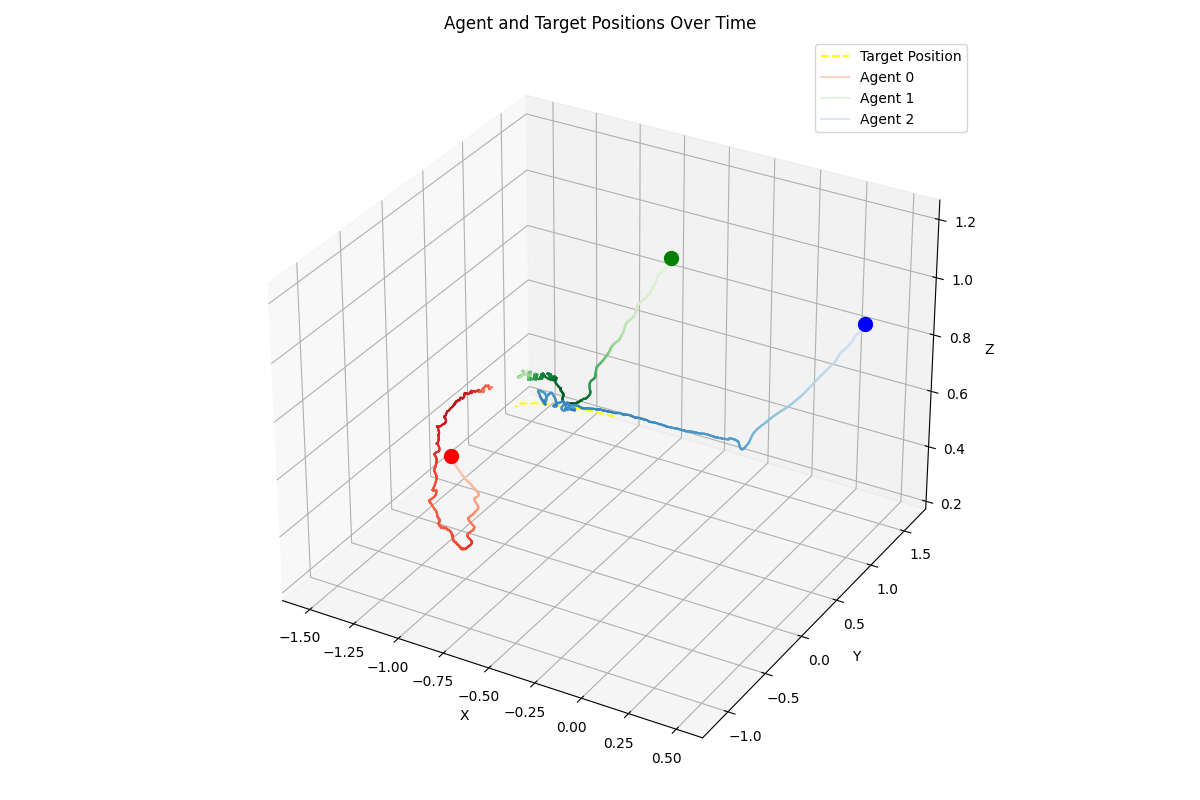 Agent and Target Positions Over Time
Target Position
Agent 0
Agent 1
Agent 2
1.2
1.0
Z
0.8
0.6
0.4
0.2
1.5
1.0
0.5
Y
0.0
−0.5
−1.0
−1.50
−1.25
−1.00
−0.75
−0.50
X
−0.25
0.00
0.25
0.50